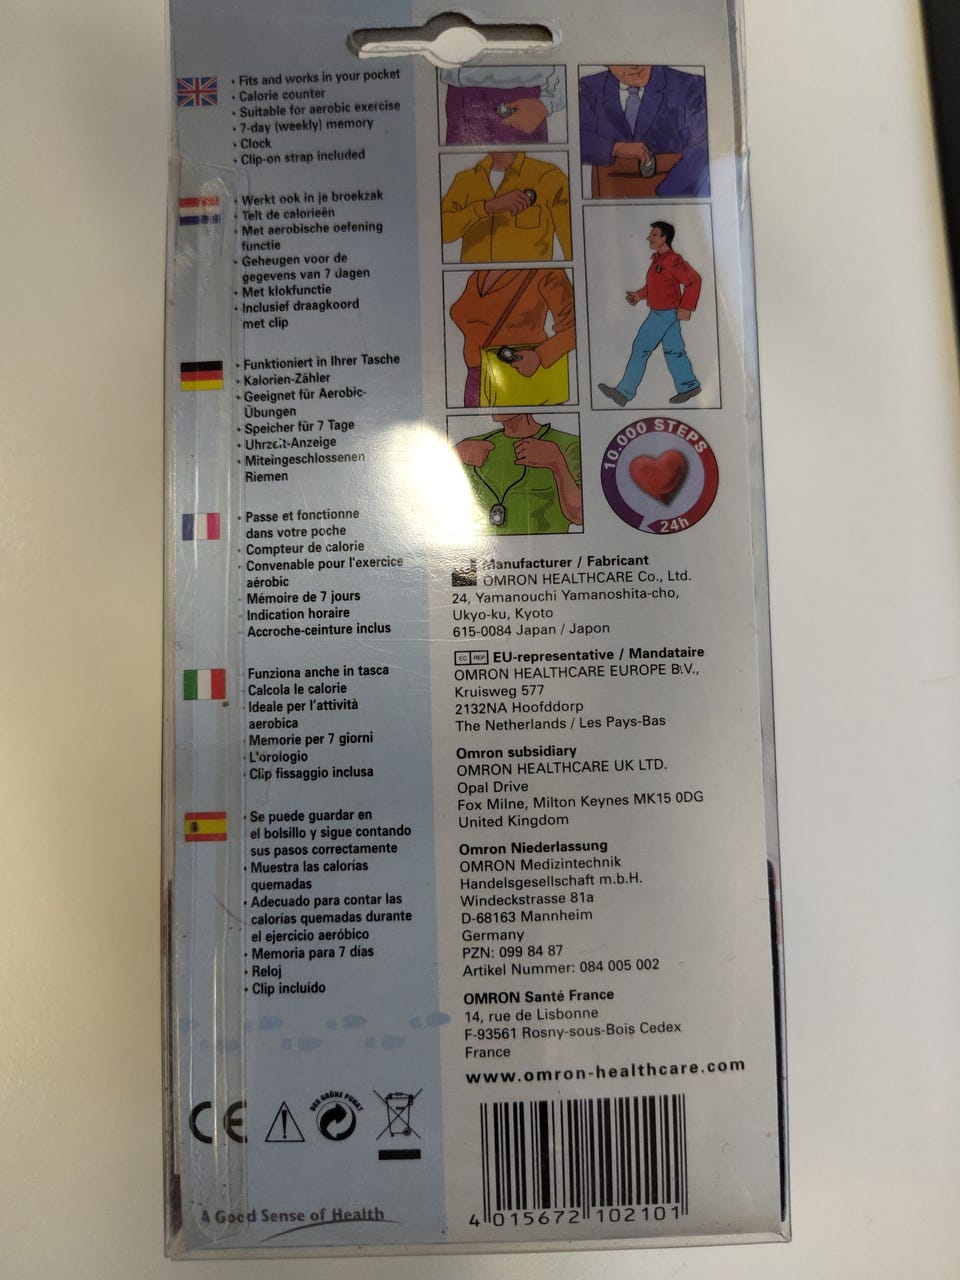 • Fits and works in your pocket
• Calorie counter
• Suitable for aerobic exercise
• 7-day (weekly) memory
• Clock
• Clip-on strap included
• Werkt ook in je broekzak
• Telt de calorieën
• Met aerobische oefening
functie
• Geheugen voor de
gegevens van 7 dagen
• Met klokfunctie
• Inclusief draagkoord
met clip
• Funktioniert in Ihrer Tasche
• Kalorien-Zähler
• Geeignet für Aerobic-
Übungen
• Speicher für 7 Tage
• Uhrzeit-Anzeige
• Miteingeschlossenen
Riemen
• Passe et fonctionne
dans votre poche
• Compteur de calorie
• Convenable pour l'exercice
aérobic
• Mémoire de 7 jours
• Indication horaire
• Accroche-ceinture inclus
• Funziona anche in tasca
• Calcola le calorie
• Ideale per l'attività
aerobica
• Memorie per 7 giorni
• L'orologio
• Clip fissaggio inclusa
• Se puede guardar en
el bolsillo y sigue contando
sus pasos correctamente
• Muestra las calorías
quemadas
• Adecuado para contar las
calorías quemadas durante
el ejercicio aeróbico
• Memoria para 7 días
• Reloj
• Clip incluído
CE
DER GRÜNE PUNKT
A Good Sense of Health
10.000 STEPS
24h
Manufacturer / Fabricant
OMRON HEALTHCARE Co., Ltd.
24, Yamanouchi Yamanoshita-cho,
Ukyo-ku, Kyoto
615-0084 Japan / Japon
EC REP EU-representative / Mandataire
OMRON HEALTHCARE EUROPE B.V.,
Kruisweg 577
2132NA Hoofddorp
The Netherlands / Les Pays-Bas
Omron subsidiary
OMRON HEALTHCARE UK LTD.
Opal Drive
Fox Milne, Milton Keynes MK15 0DG
United Kingdom
Omron Niederlassung
OMRON Medizintechnik
Handelsgesellschaft m.b.H.
Windeckstrasse 81a
D-68163 Mannheim
Germany
PZN: 099 84 87
Artikel Nummer: 084 005 002
OMRON Santé France
14, rue de Lisbonne
F-93561 Rosny-sous-Bois Cedex
France
www.omron-healthcare.com
4 015672 102101